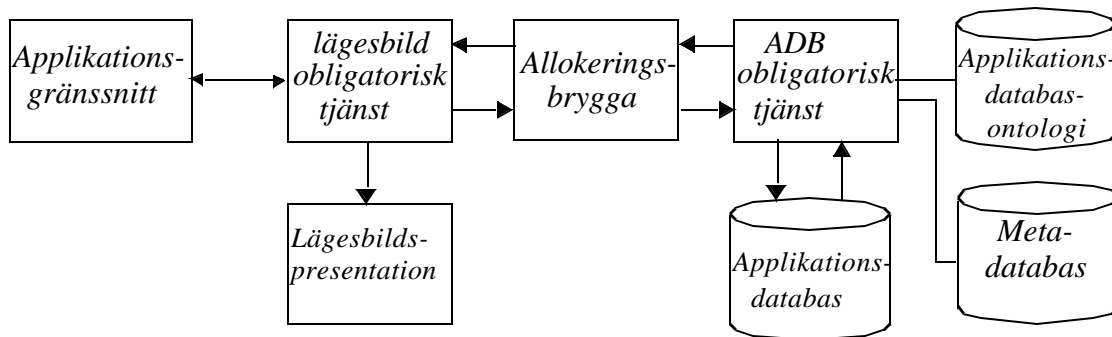 Applikations-
gränssnitt
lägesbild
obligatorisk
tjänst
Allokerings-
brygga
ADB
obligatorisk
tjänst
Applikations-
databas-
ontologi
Lägesbilds-
presentation
Applikations-
databas
Meta-
databas